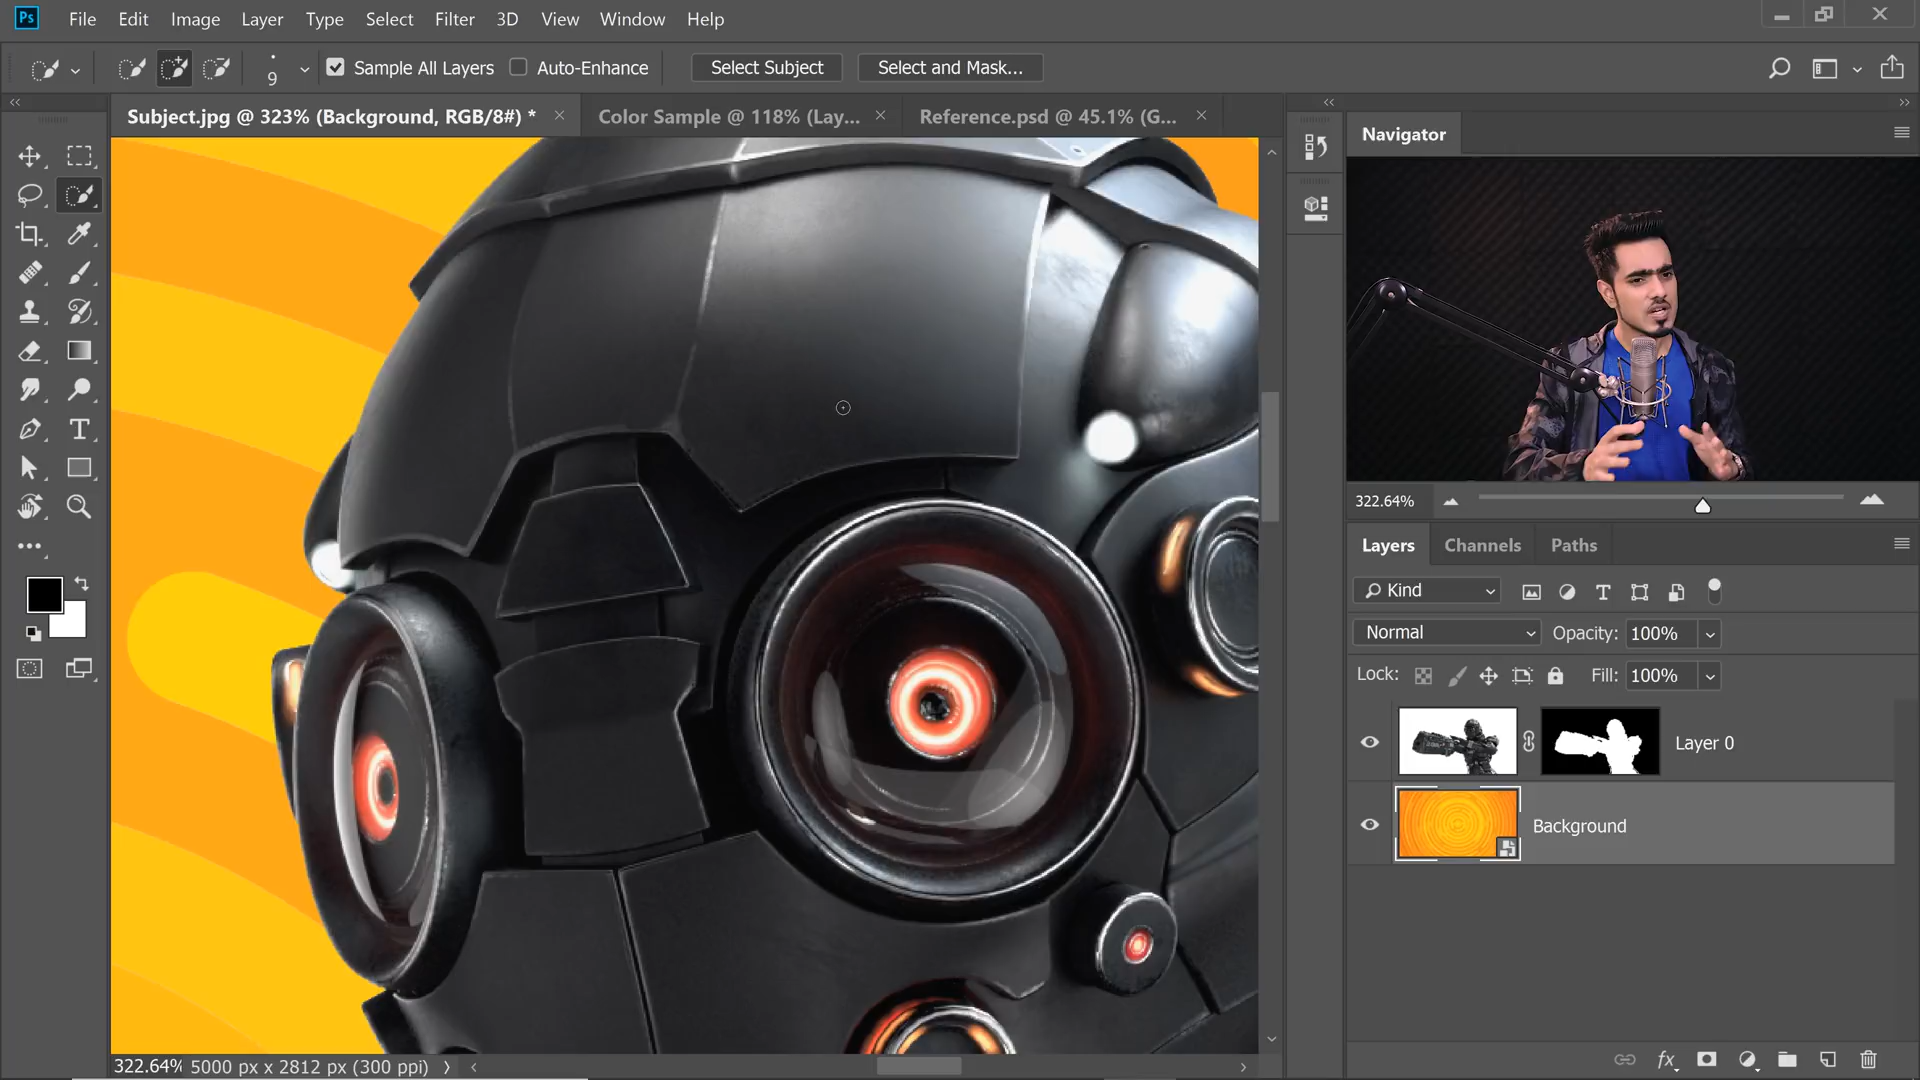 Ps File Edit Image Layer Type Select Filter 3D View Window Help
9 Sample All Layers Auto-Enhance Select Subject Select and Mask...
Subject.jpg @ 323% (Background, RGB/8#) * Color Sample @ 118% (Lay... Reference.psd @ 45.1% (G...
Navigator
322.64%
Layers Channels Paths
Kind
Normal Opacity: 100%
Lock: Fill: 100%
Layer 0
Background
322.64% 5000 px x 2812 px (300 ppi)